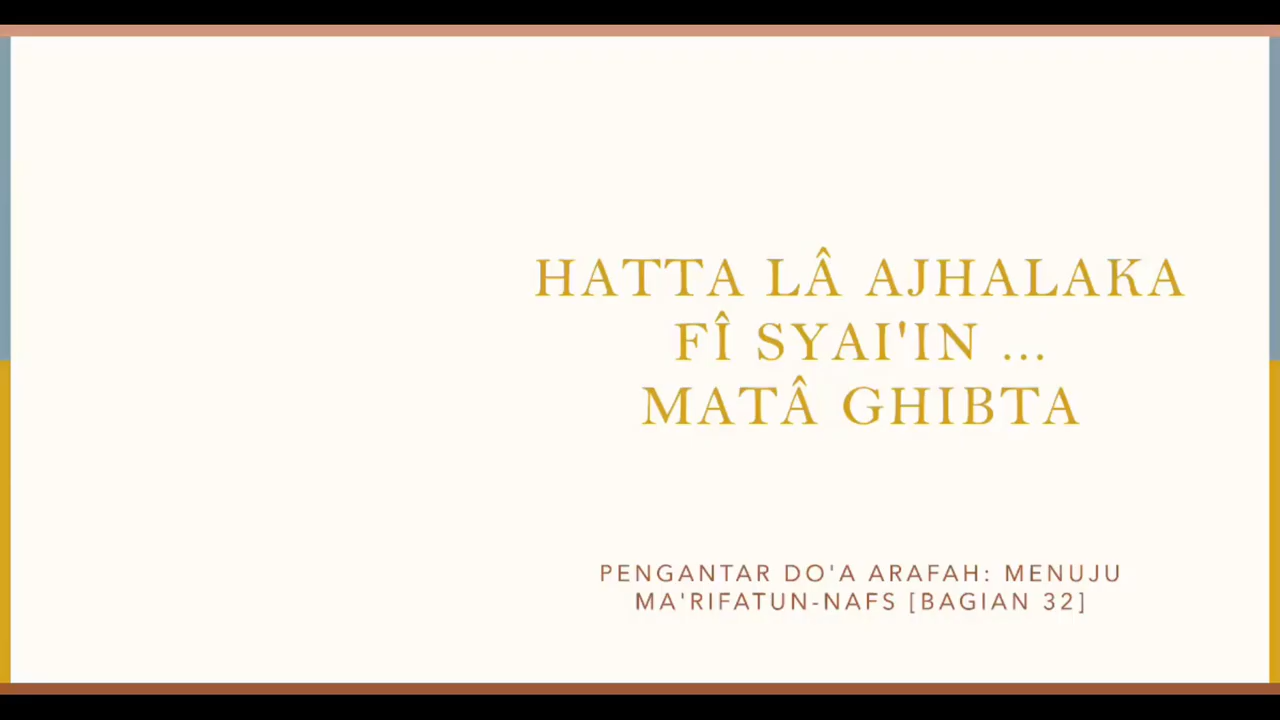 HATTA LÂ AJHALAKA
FÎ SYAI'IN ...
MATÂ GHIBTA
PENGANTAR DO'A ARAFAH: MENUJU
MA'RIFATUN-NAFS [BAGIAN 32]